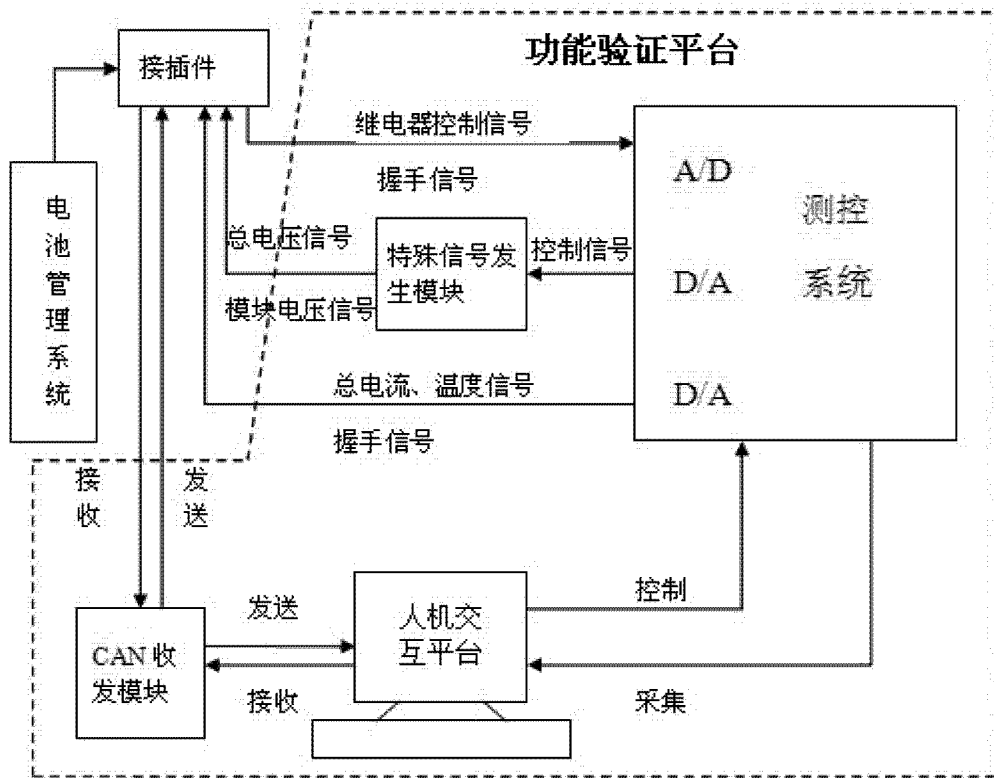 功能验证平台
接插件
继电器控制信号
握手信号
A/D
测控
系统
D/A
D/A
电
池
管
理
系
统
总电压信号
模块电压信号
特殊信号发
生模块
控制信号
总电流、温度信号
握手信号
接
收
发
送
CAN 收
发模块
发送
接收
人机交
互平台
控制
采集